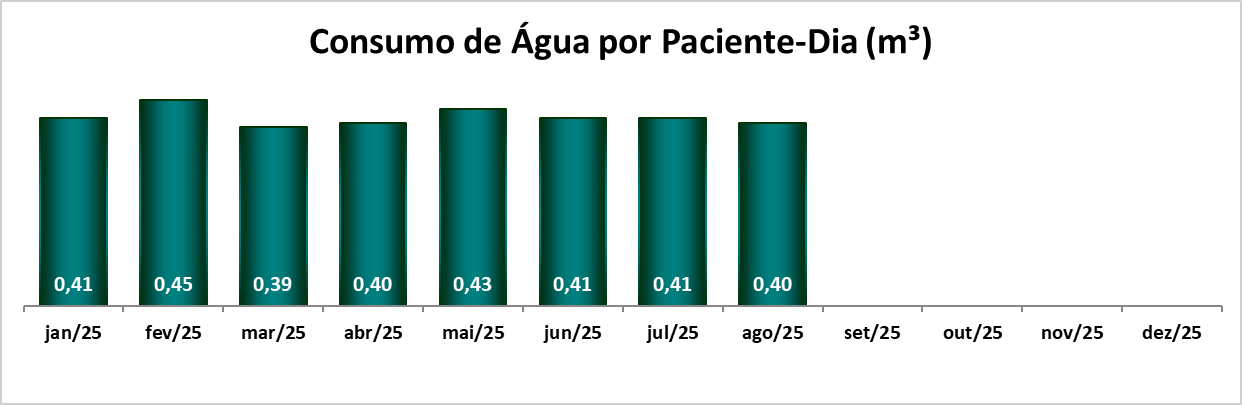 Consumo de Água por Paciente-Dia (m³)
0,41 0,45 0,39 0,40 0,43 0,41 0,41 0,40
jan/25 fev/25 mar/25 abr/25 mai/25 jun/25 jul/25 ago/25 set/25 out/25 nov/25 dez/25